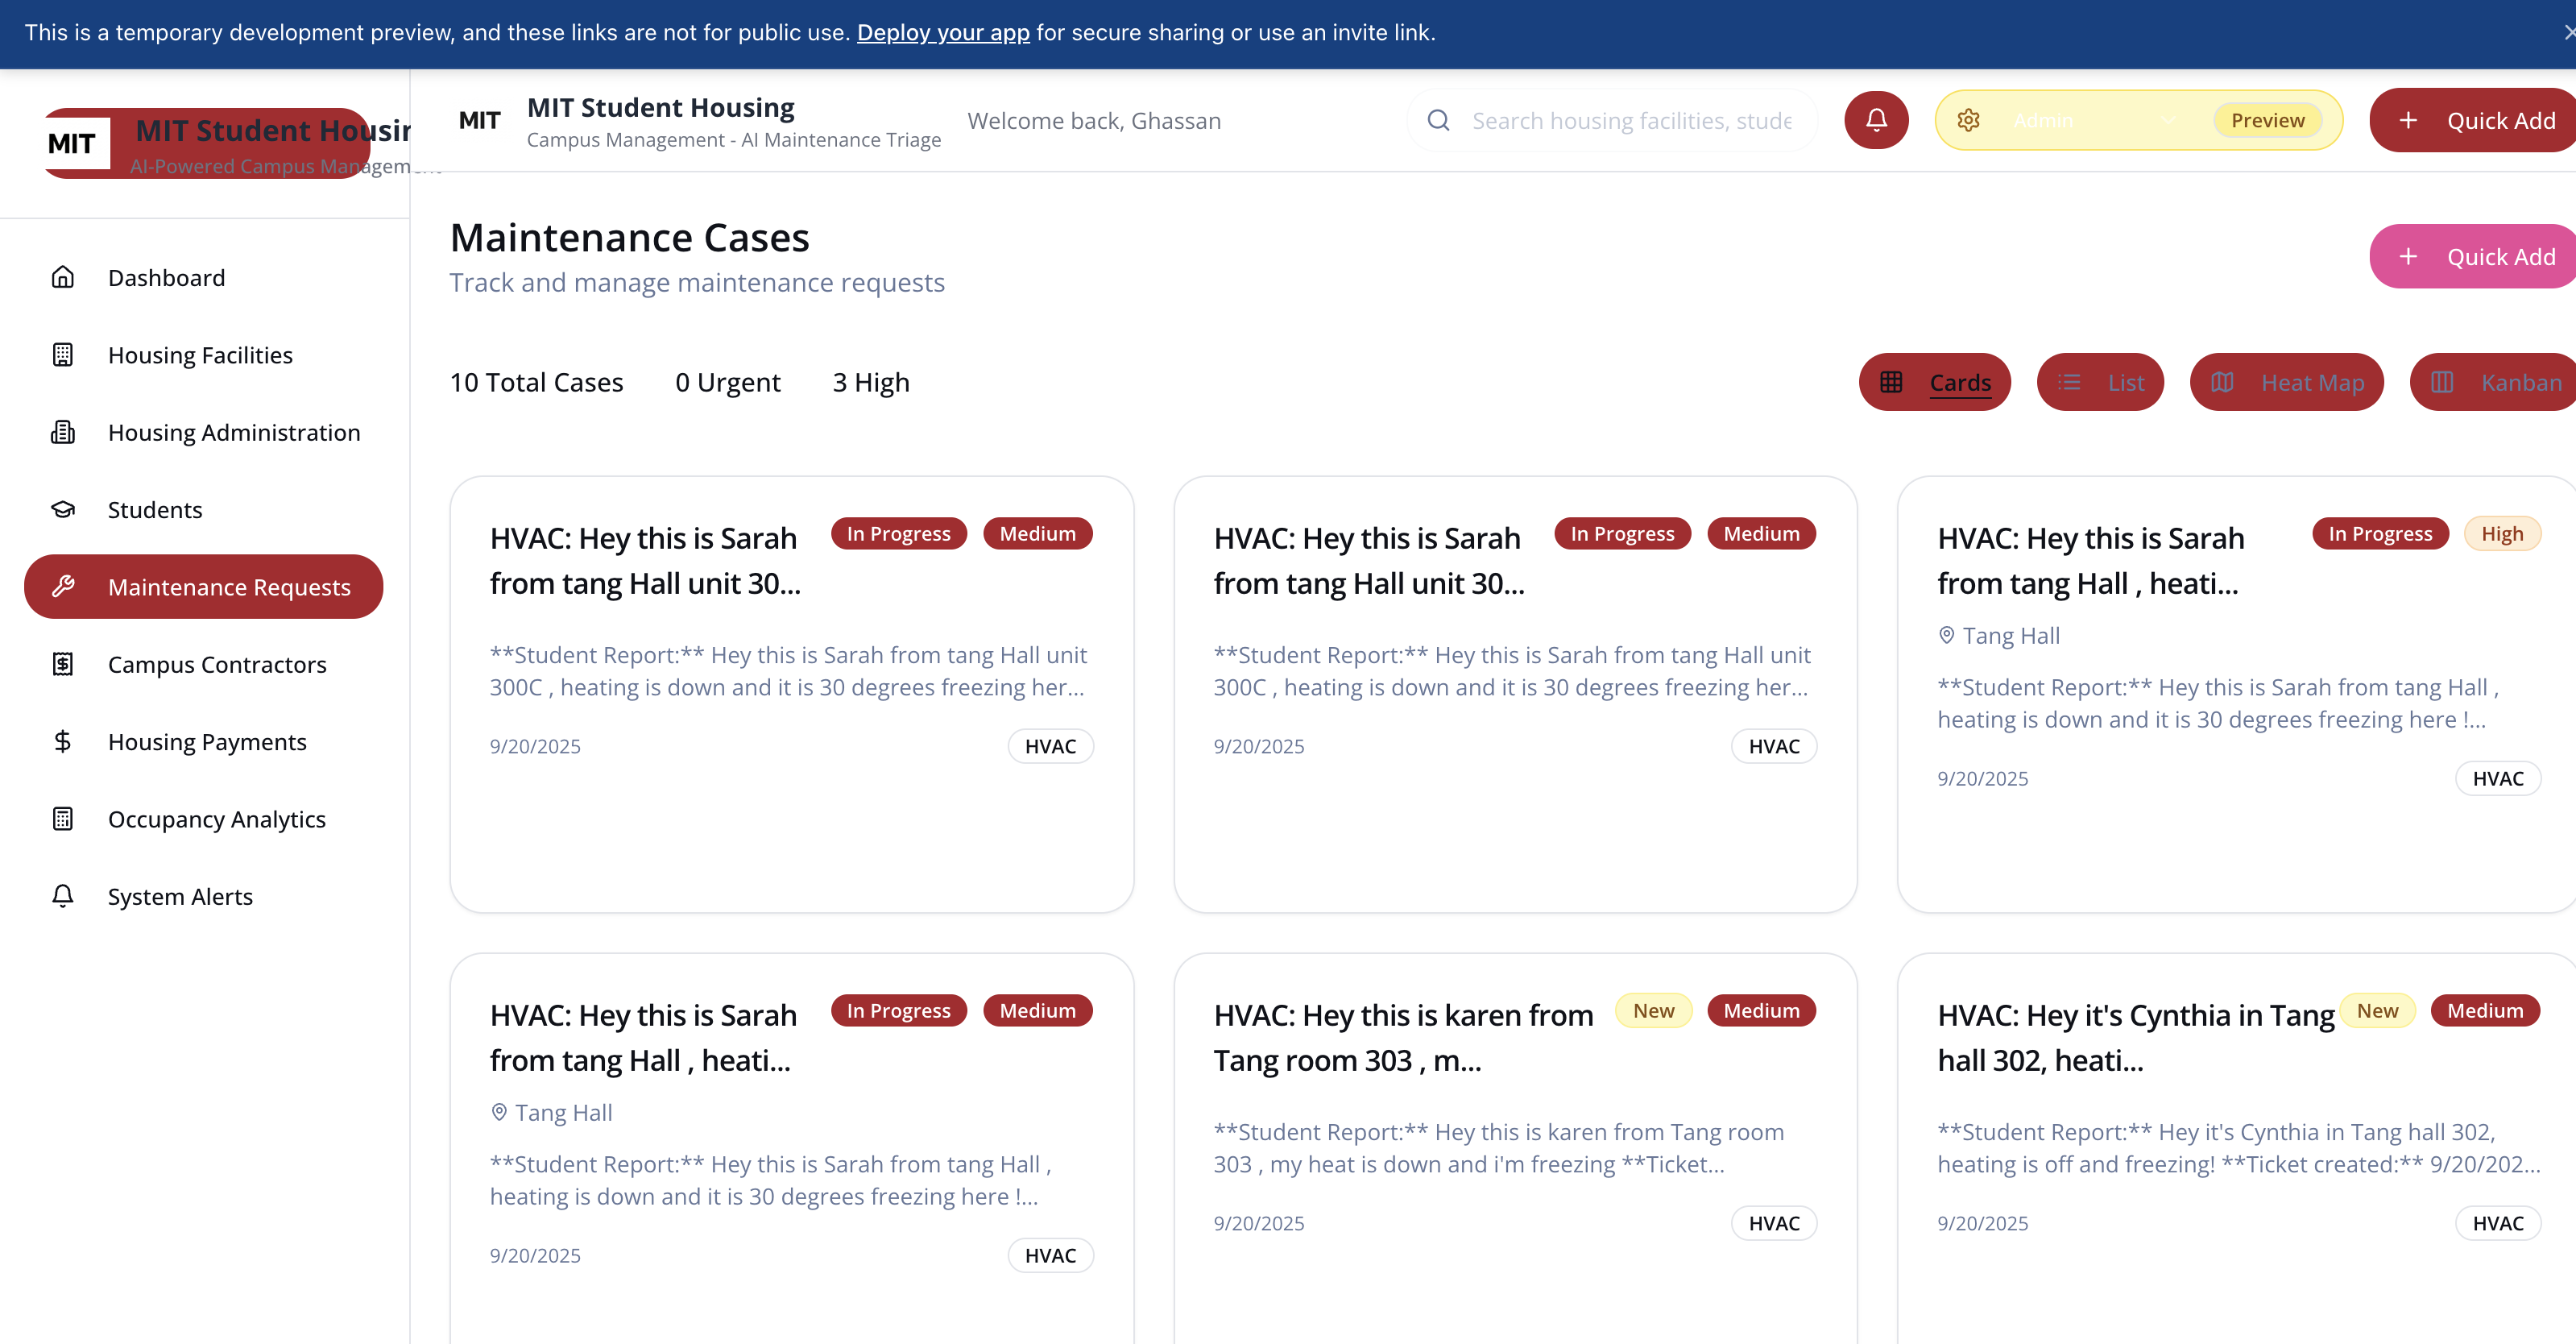 This is a temporary development preview, and these links are not for public use. Deploy your app for secure sharing or use an invite link.
MIT
MIT Student Housin
AI-Powered Campus Managem
MIT
MIT Student Housing
Campus Management - AI Maintenance Triage
Welcome back, Ghassan
Search housing facilities, stude
Admin
Preview
Quick Add
Dashboard
Housing Facilities
Housing Administration
Students
Maintenance Requests
Campus Contractors
Housing Payments
Occupancy Analytics
System Alerts
Maintenance Cases
Track and manage maintenance requests
Quick Add
10 Total Cases
0 Urgent
3 High
Cards
List
Heat Map
Kanban
HVAC: Hey this is Sarah
from tang Hall unit 30...
In Progress
Medium
**Student Report:** Hey this is Sarah from tang Hall unit
300C , heating is down and it is 30 degrees freezing her...
9/20/2025
HVAC
HVAC: Hey this is Sarah
from tang Hall unit 30...
In Progress
Medium
**Student Report:** Hey this is Sarah from tang Hall unit
300C , heating is down and it is 30 degrees freezing her...
9/20/2025
HVAC
HVAC: Hey this is Sarah
from tang Hall , heati...
In Progress
High
Tang Hall
**Student Report:** Hey this is Sarah from tang Hall ,
heating is down and it is 30 degrees freezing here !...
9/20/2025
HVAC
HVAC: Hey this is Sarah
from tang Hall , heati...
In Progress
Medium
Tang Hall
**Student Report:** Hey this is Sarah from tang Hall ,
heating is down and it is 30 degrees freezing here !...
9/20/2025
HVAC
HVAC: Hey this is karen from
Tang room 303 , m...
New
Medium
**Student Report:** Hey this is karen from Tang room
303 , my heat is down and i'm freezing **Ticket...
9/20/2025
HVAC
HVAC: Hey it's Cynthia in Tang
hall 302, heati...
New
Medium
**Student Report:** Hey it's Cynthia in Tang hall 302,
heating is off and freezing! **Ticket created:** 9/20/202...
9/20/2025
HVAC